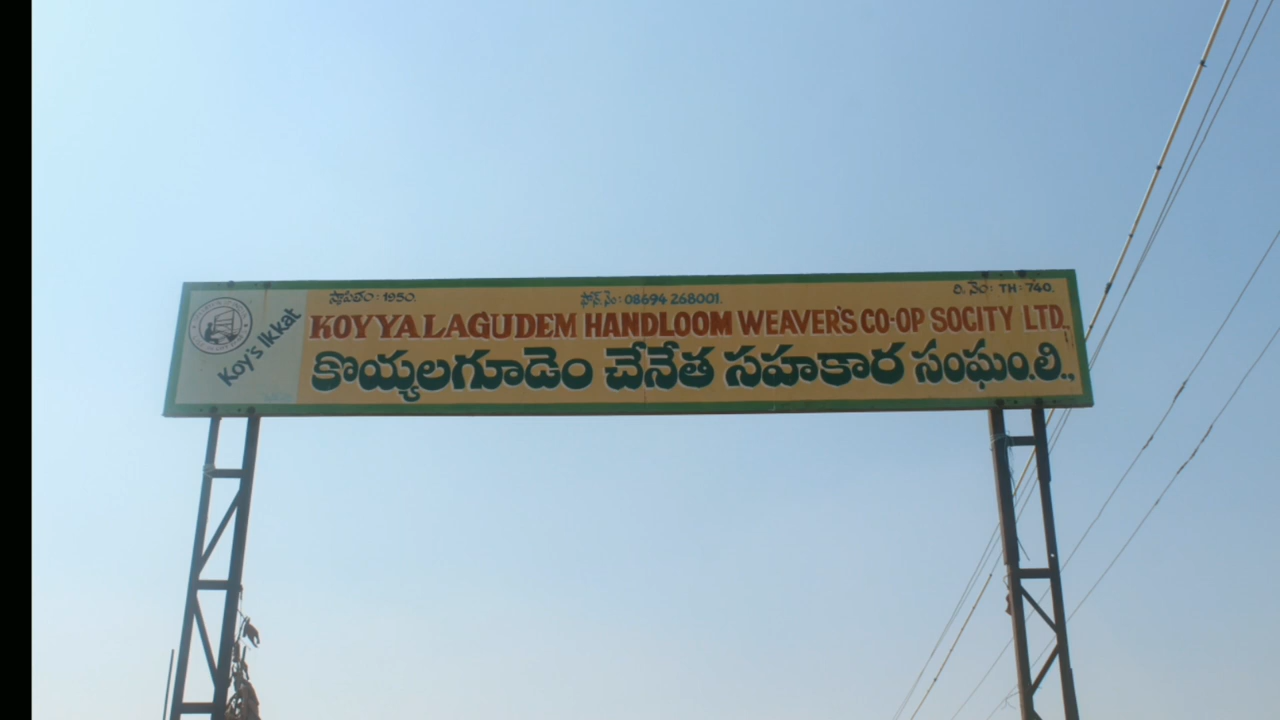 స్థాపితం: 1950.
ఫోన్.నెం: 08694 268001.
రి. నెం: TH: 740.
Koy's Ikkat
KOYYALAGUDEM HANDLOOM WEAVER'S CO-OP SOCITY LTD.,
కొయ్యలగూడెం చేనేత సహకార సంఘం.లి.,